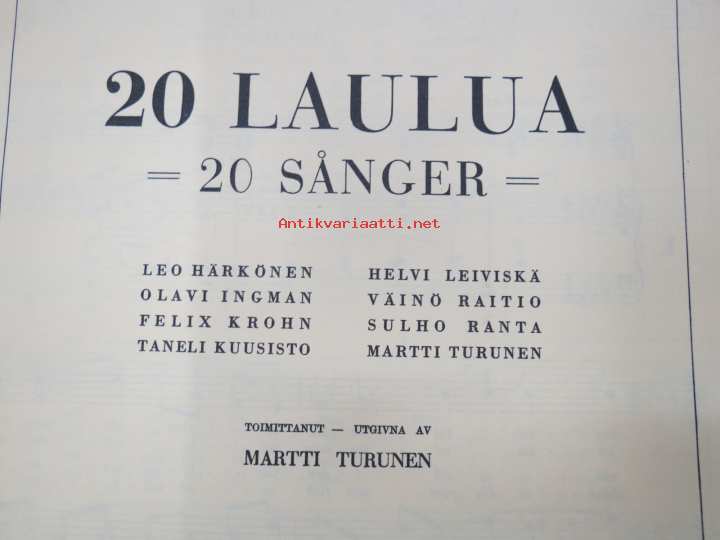 20 LAULUA
= 20 SÅNGER =
Antikvariaatti.net
LEO HÄRKÖNEN
OLAVI INGMAN
FELIX KROHN
TANELI KUUSISTO
HELVI LEIVISKÄ
VÄINÖ RAITIO
SULHO RANTA
MARTTI TURUNEN
TOIMITTANUT — UTGIVNA AV
MARTTI TURUNEN